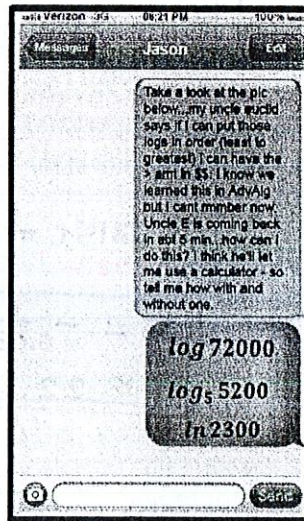 Verizon 3G 06:21 PM 100%
Messages Jason Edit
Take a look at the pic
below...my uncle euclid
says if I can put those
logs in order (least to
greatest) I can have the
> amt in $$. I know we
learned this in AdvAlg
but I cant rmmber now.
Uncle E is coming back
in abt 5 min...how can I
do this? I think he'll let
me use a calculator - so
tell me how with and
without one.
log 72000
log₅ 5200
ln 2300
Send